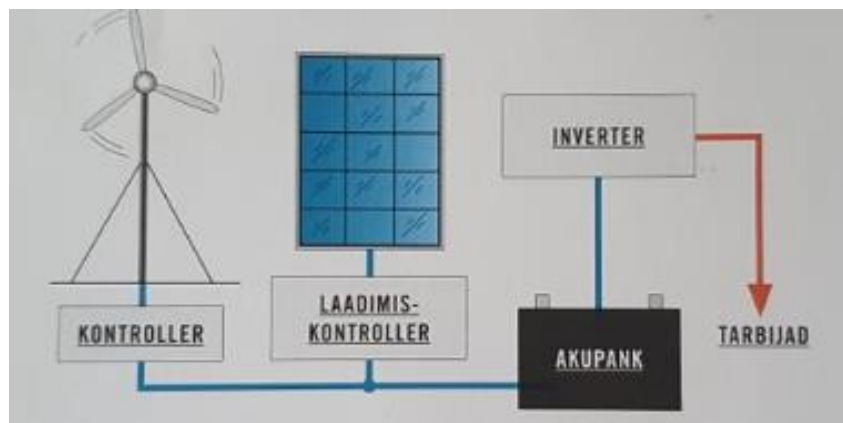 INVERTER
LAADIMIS-
KONTROLLER
KONTROLLER
AKUPANK
TARBIJAD